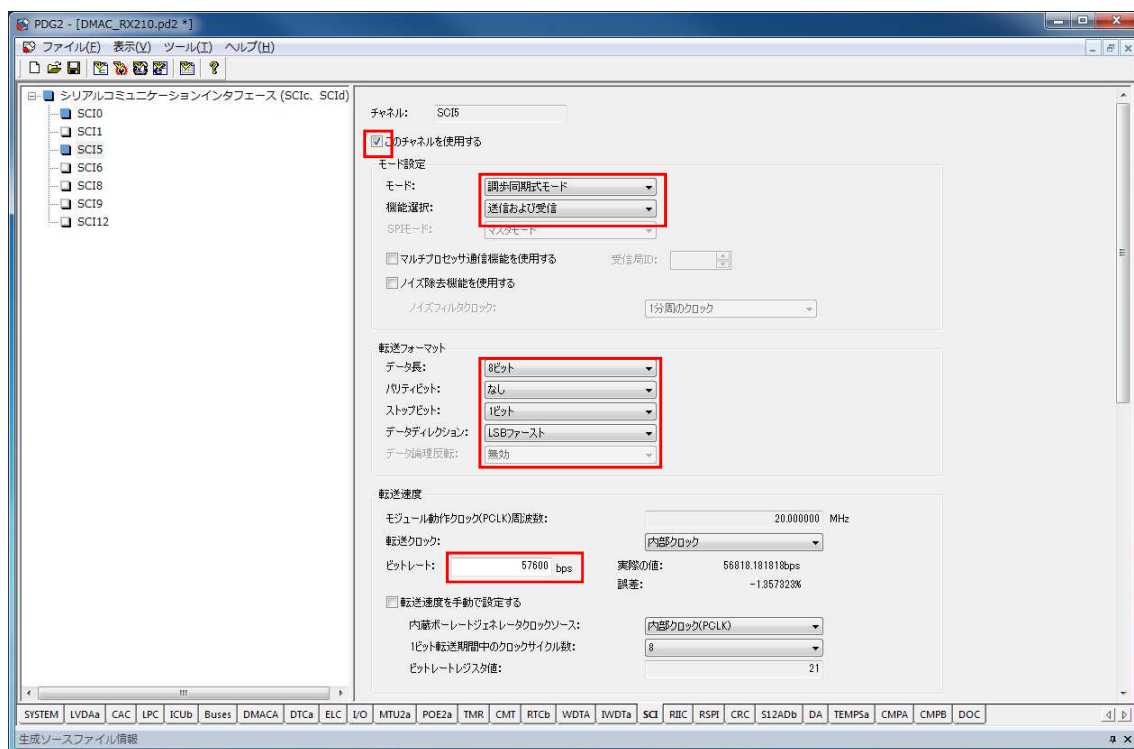 PDG2 - [DMAC_RX210.pd2 *]
ファイル(F) 表示(V) ツール(T) ヘルプ(H)
シリアルコミュニケーションインタフェース (SCIc、SCId)
SCI0
SCI1
SCI5
SCI6
SCI8
SCI9
SCI12
チャネル: SCI5
このチャネルを使用する
モード設定
モード: 調歩同期式モード
機能選択: 送信および受信
SPIモード: マスタモード
マルチプロセッサ通信機能を使用する 受信局ID:
ノイズ除去機能を使用する
ノイズフィルタクロック: 1分周のクロック
転送フォーマット
データ長: 8ビット
パリティビット: なし
ストップビット: 1ビット
データディレクション: LSBファースト
データ論理反転: 無効
転送速度
モジュール動作クロック(PCLK)周波数: 20.000000 MHz
転送クロック: 内部クロック
ビットレート: 57600 bps 実際の値: 56818.181818bps
誤差: -1.357323%
転送速度を手動で設定する
内蔵ボーレートジェネレータクロックソース: 内部クロック(PCLK)
1ビット転送期間中のクロックサイクル数: 8
ビットレートレジスタ値: 21
SYSTEM LVDAa CAC LPC ICUb Buses DMACA DTCa ELC I/O MTU2a POE2a TMR CMT RTCb WDTA IWDTa SCI RIIC RSPI CRC S12ADb DA TEMPSa CMPA CMPB DOC
生成ソースファイル情報